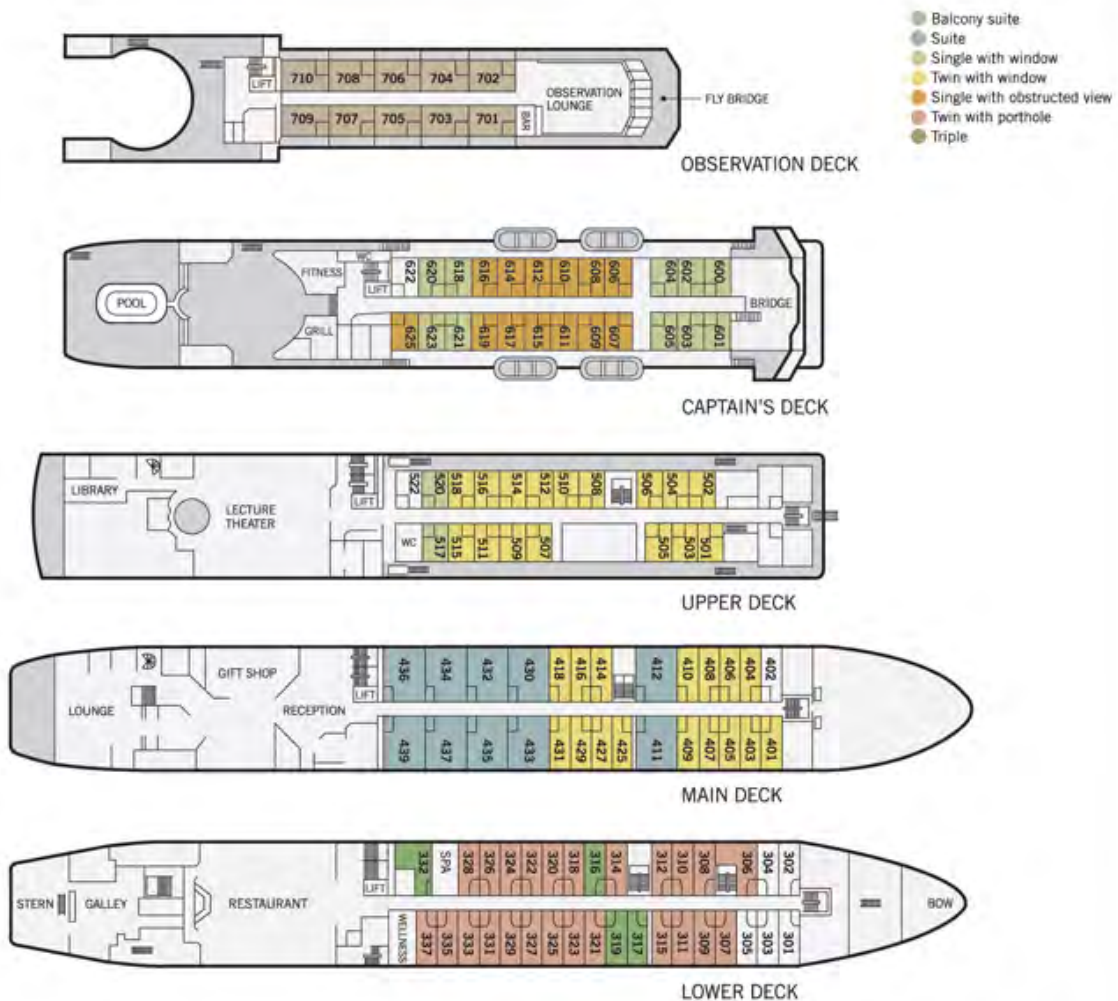 Balcony suite
Suite
Single with window
Twin with window
Single with obstructed view
Twin with porthole
Triple
LIFT
710 708 706 704 702
OBSERVATION
LOUNGE
FLY BRIDGE
709 707 705 703 701
BAR
OBSERVATION DECK
WC
FITNESS
LIFT
622 620 618 616 614 612 610 608 606 604 602 600
POOL
BRIDGE
GRILL
625 623 621 619 617 615 611 609 607 605 603 601
CAPTAIN'S DECK
LIBRARY
LECTURE
THEATER
LIFT
522 520 518 516 514 512 510 508 506 504 502
WC
517 515 511 509 507 505 503 501
UPPER DECK
GIFT SHOP
LOUNGE
RECEPTION
LIFT
436 434 432 430 418 416 414 412 410 408 406 404 402
439 437 435 433 431 429 427 425 411 409 407 405 403 401
MAIN DECK
STERN
GALLEY
RESTAURANT
LIFT
332 SPA 328 326 324 322 320 318 316 314 312 310 308 306 304 302
BOW
WELLNESS
337 335 333 331 329 327 325 323 321 319 317 315 311 309 307 305 303 301
LOWER DECK